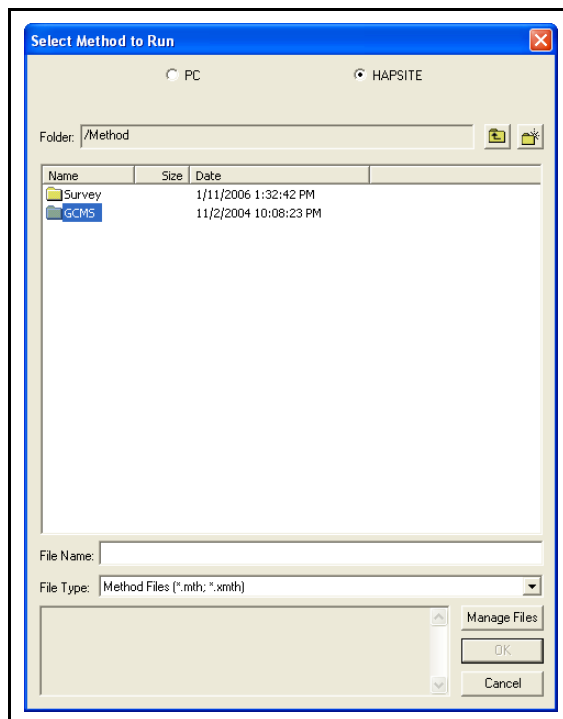 Select Method to Run
PC HAPSITE
Folder: /Method
Name Size Date
Survey 1/11/2006 1:32:42 PM
GCMS 11/2/2004 10:08:23 PM
File Name:
File Type: Method Files (*.mth; *.xmth)
Manage Files
OK
Cancel